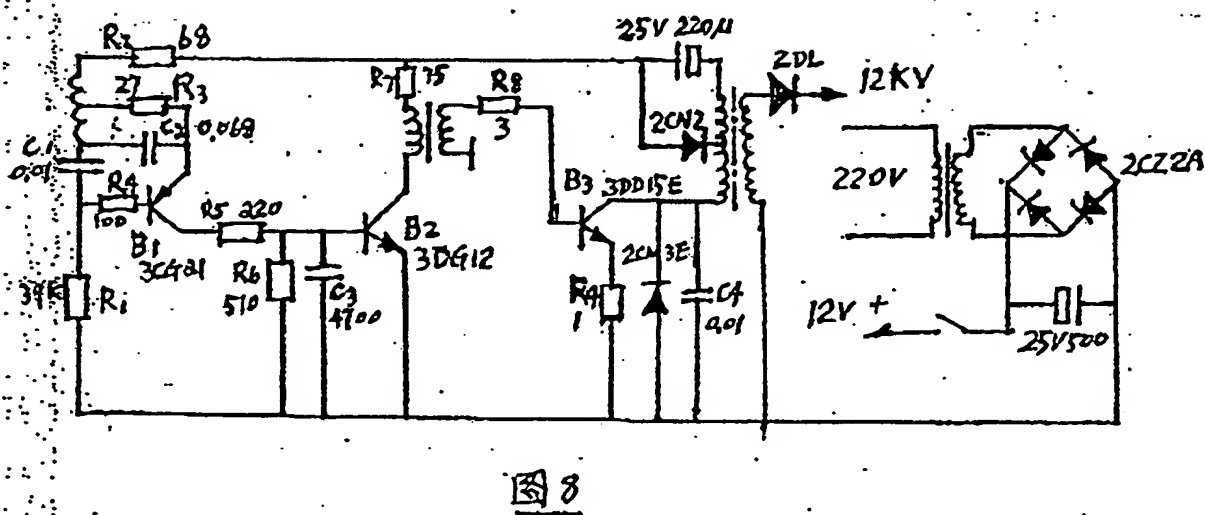 R2 68
25V 220μ
2DL
12KV
27 R3
R7 75
R8
3
C2 0.068
2CN2
C1
0.01
R4
100
B1
3CG21
R5 220
B2
3DG12
B3
3DD15E
220V
2CZ2A
R1
R6
510
C3
4700
2CN3E
1
C4
0.01
12V +
25V500
图 8